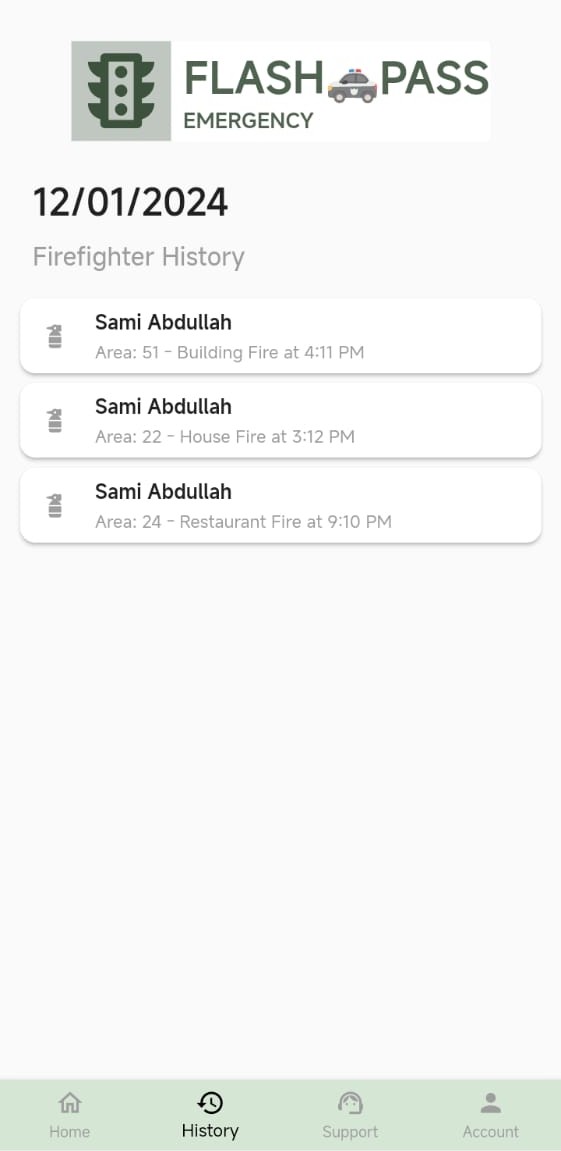 FLASH PASS
EMERGENCY
12/01/2024
Firefighter History
Sami Abdullah
Area: 51 - Building Fire at 4:11 PM
Sami Abdullah
Area: 22 - House Fire at 3:12 PM
Sami Abdullah
Area: 24 - Restaurant Fire at 9:10 PM
Home
History
Support
Account